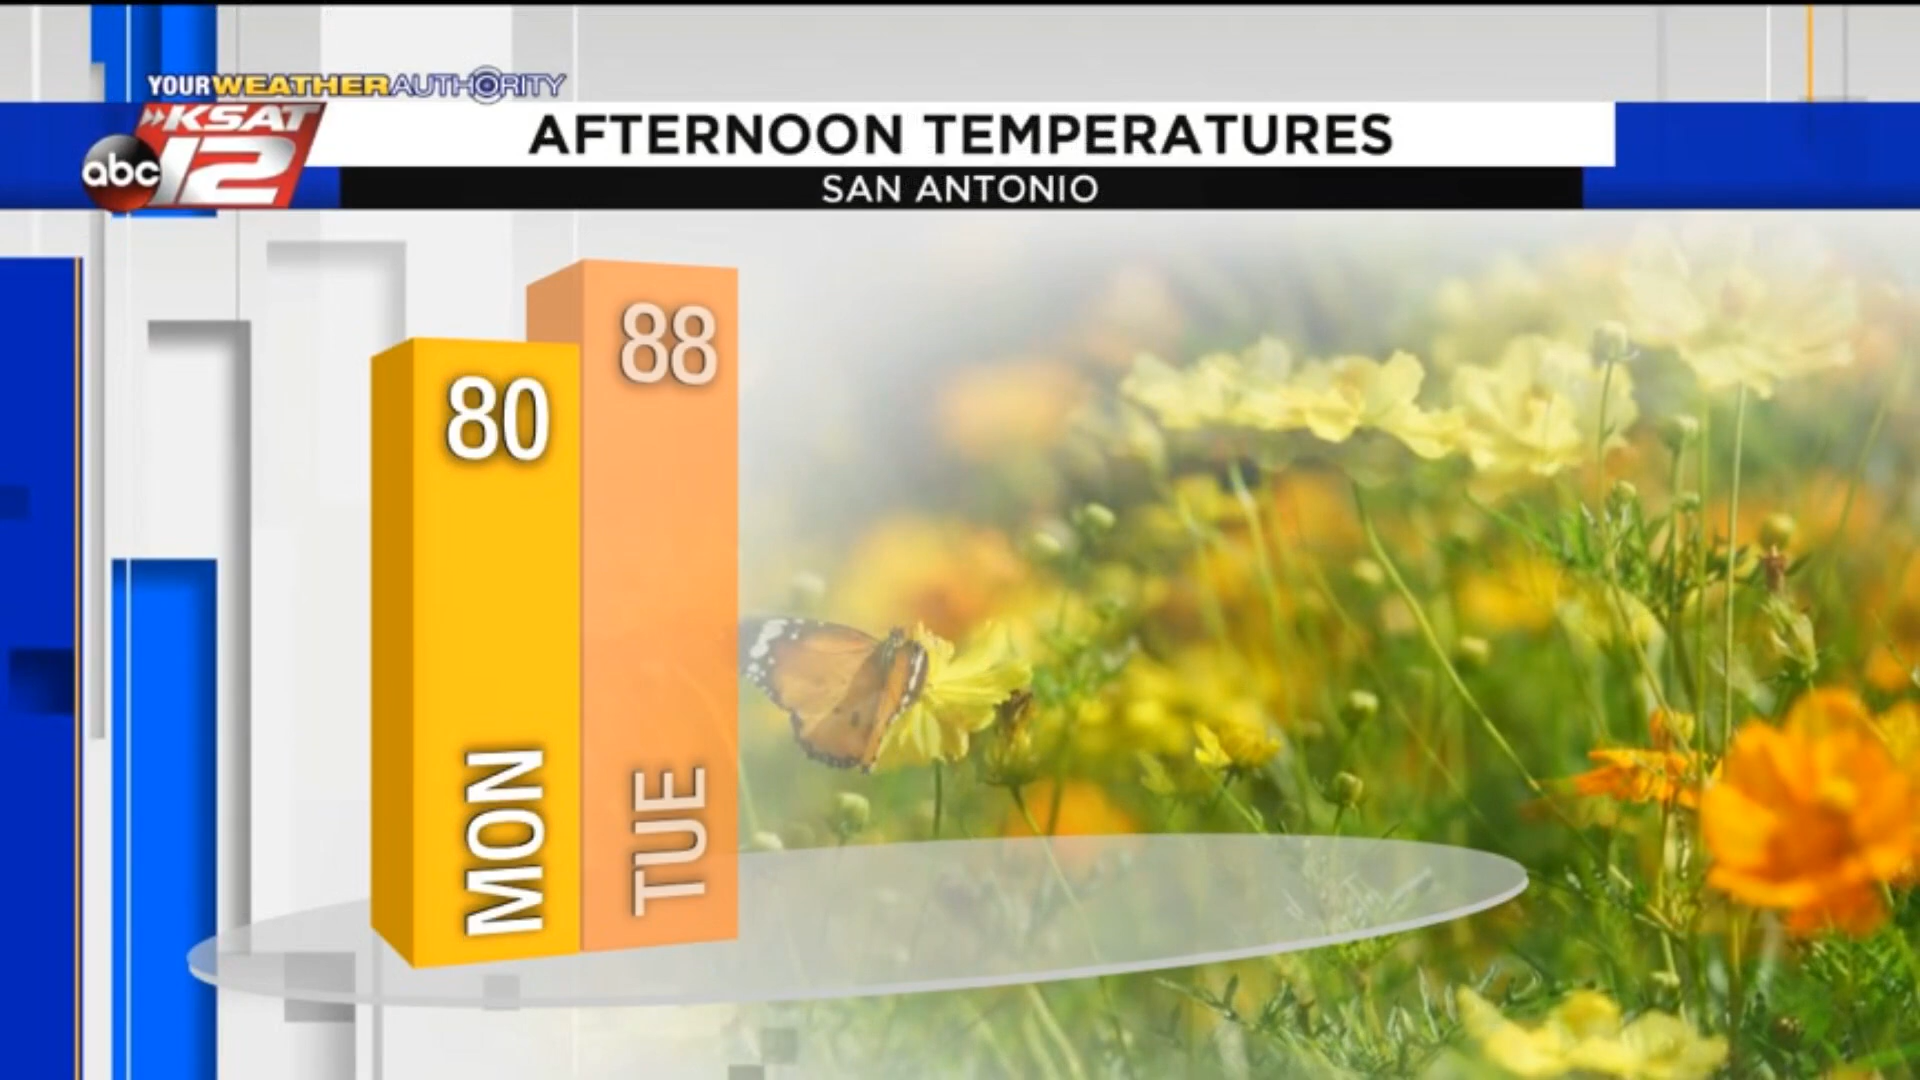 YOURWEATHERAUTHORITY
KSAT
abc 12
AFTERNOON TEMPERATURES
SAN ANTONIO
80
88
MON
TUE